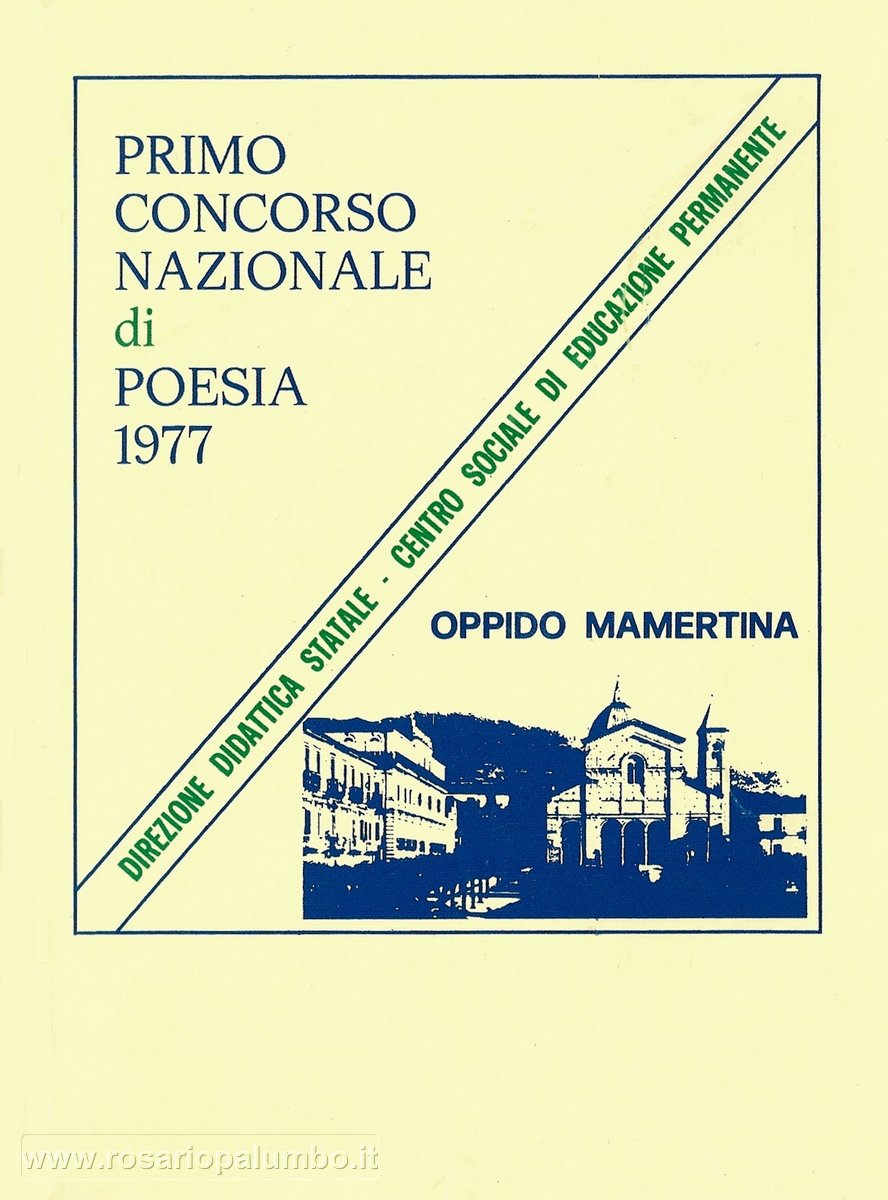 PRIMO
CONCORSO
NAZIONALE
di
POESIA
1977
DIREZIONE DIDATTICA STATALE - CENTRO SOCIALE DI EDUCAZIONE PERMANENTE
OPPIDO MAMERTINA
www.rosariopalumbo.it